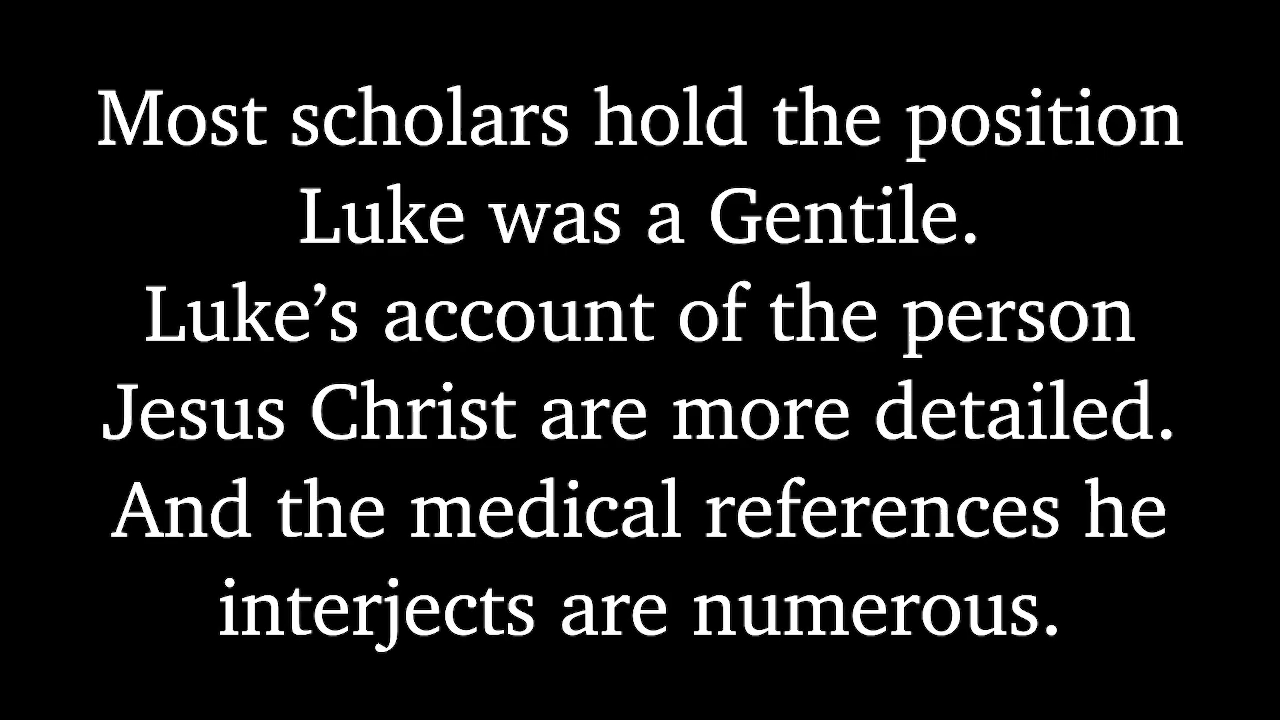 Most scholars hold the position
Luke was a Gentile.
Luke’s account of the person
Jesus Christ are more detailed.
And the medical references he
interjects are numerous.